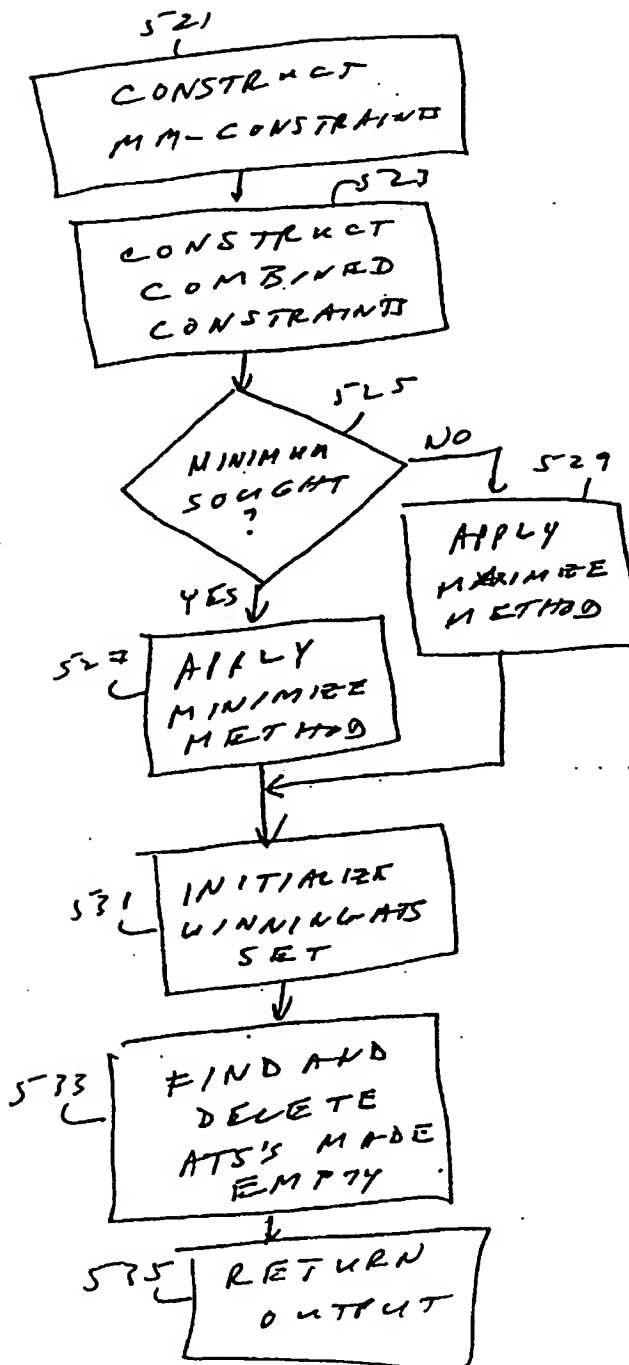 521
CONSTRUCT
MM-CONSTRAINTS
523
CONSTRUCT
COMBINED
CONSTRAINTS
525
MINIMUM
SOUGHT
?
NO
529
APPLY
MAXIMIZE
METHOD
YES
527
APPLY
MINIMIZE
METHOD
531
INITIALIZE
WINNINGATS
SET
533
FIND AND
DELETE
ATS'S MADE
EMPTY
535
RETURN
OUTPUT